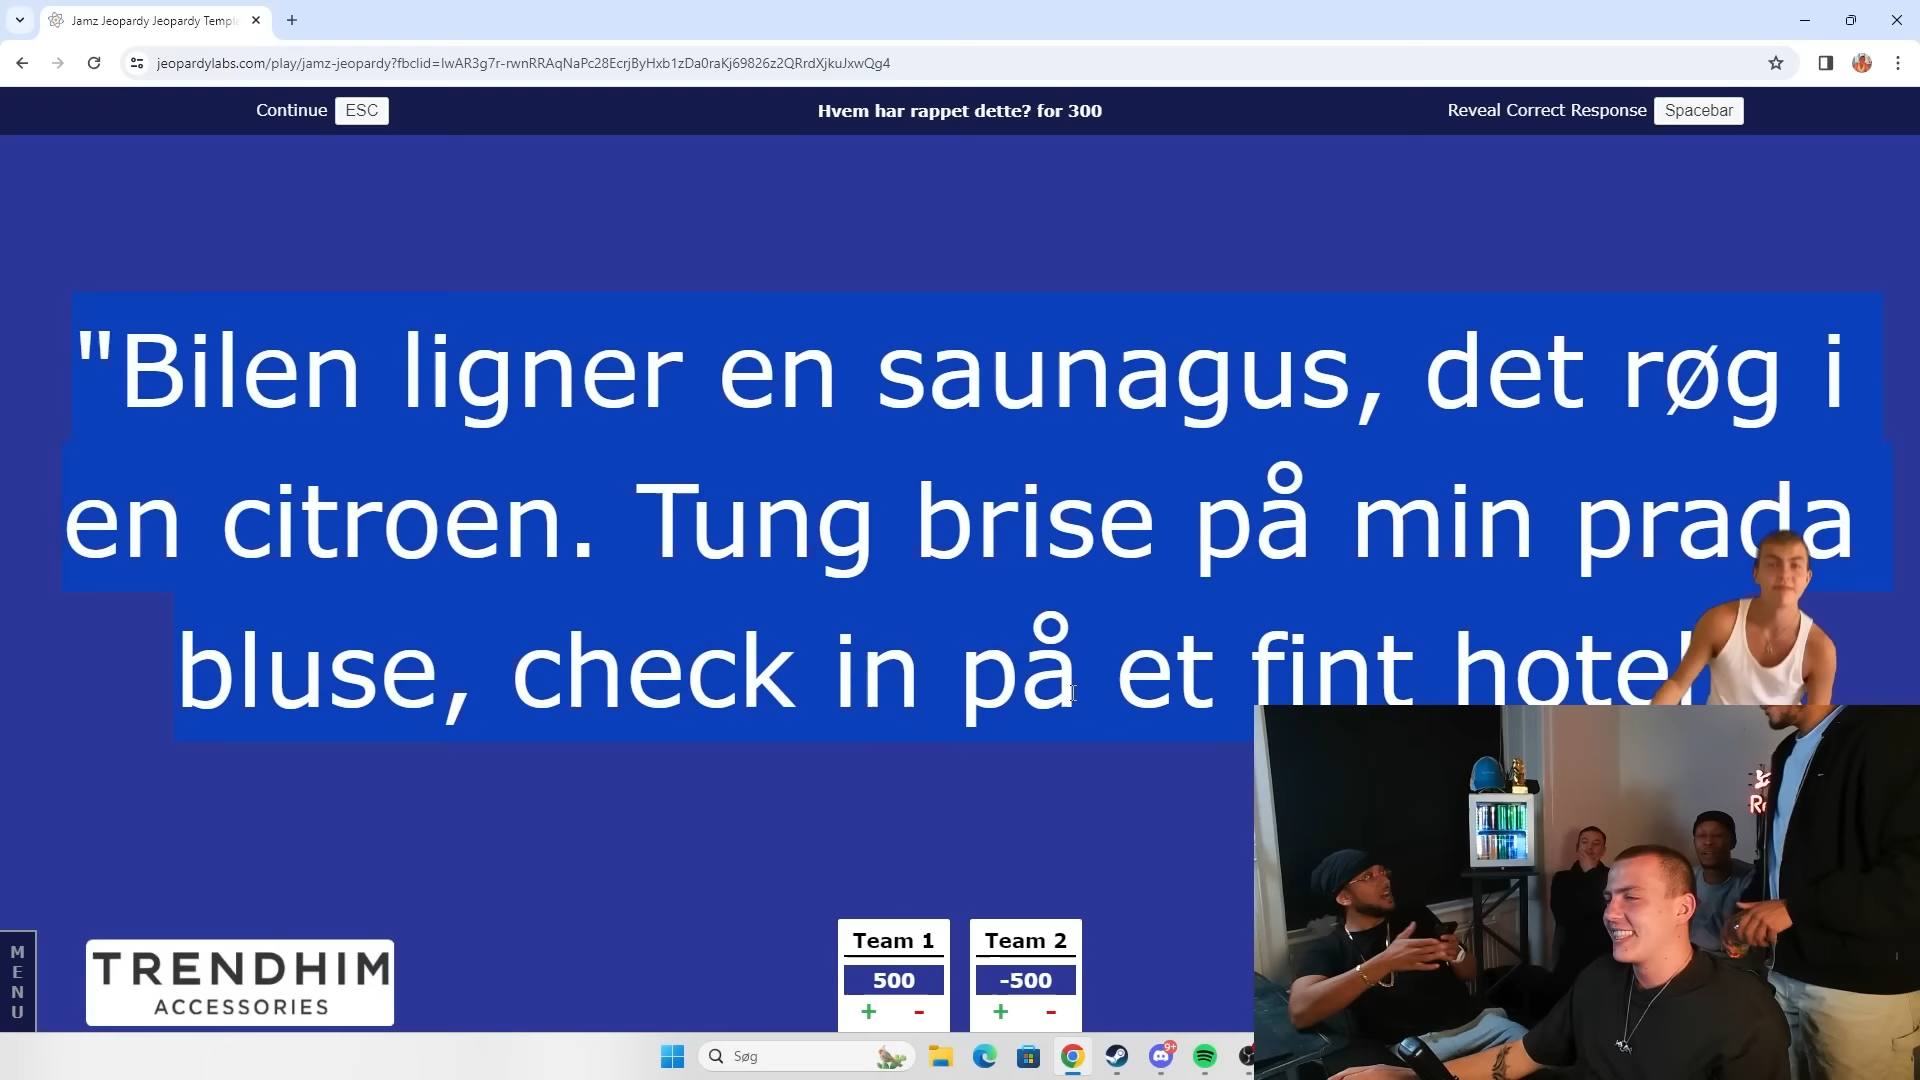 Jamz Jeopardy Jeopardy Templ
jeopardylabs.com/play/jamz-jeopardy?fbclid=IwAR3g7r-rwnRRAqNaPc28EcrjByHxb1zDa0raKj69826z2QRrdXjkuJxwQg4
Continue ESC
Hvem har rappet dette? for 300
Reveal Correct Response Spacebar
"Bilen ligner en saunagus, det røg i
en citroen. Tung brise på min prada
bluse, check in på et fint hotel
MENU
TRENDHIM
ACCESSORIES
Team 1
500
+ -
Team 2
-500
+ -
Søg
9+